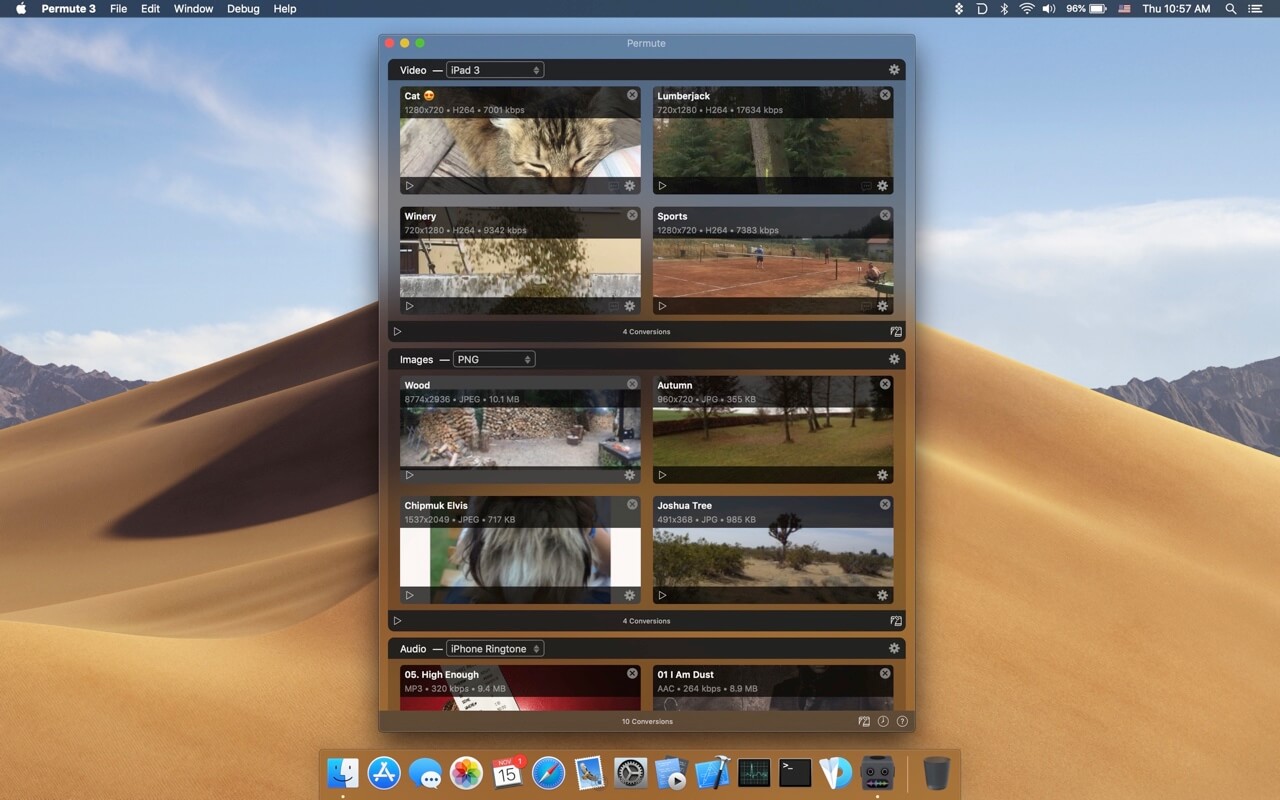 Permute 3 File Edit Window Debug Help 96% Thu 10:57 AM
Permute
Video — iPad 3
Cat 😍
1280x720 • H264 • 7001 kbps
Lumberjack
720x1280 • H264 • 17634 kbps
Winery
720x1280 • H264 • 9342 kbps
Sports
1280x720 • H264 • 7383 kbps
4 Conversions
Images — PNG
Wood
8774x2936 • JPEG • 10.1 MB
Autumn
960x720 • JPG • 365 KB
Chipmuk Elvis
1537x2049 • JPEG • 717 KB
Joshua Tree
491x368 • JPG • 985 KB
4 Conversions
Audio — iPhone Ringtone
05. High Enough
MP3 • 320 kbps • 9.4 MB
01 I Am Dust
AAC • 264 kbps • 8.9 MB
10 Conversions
NOV
15
1
>_